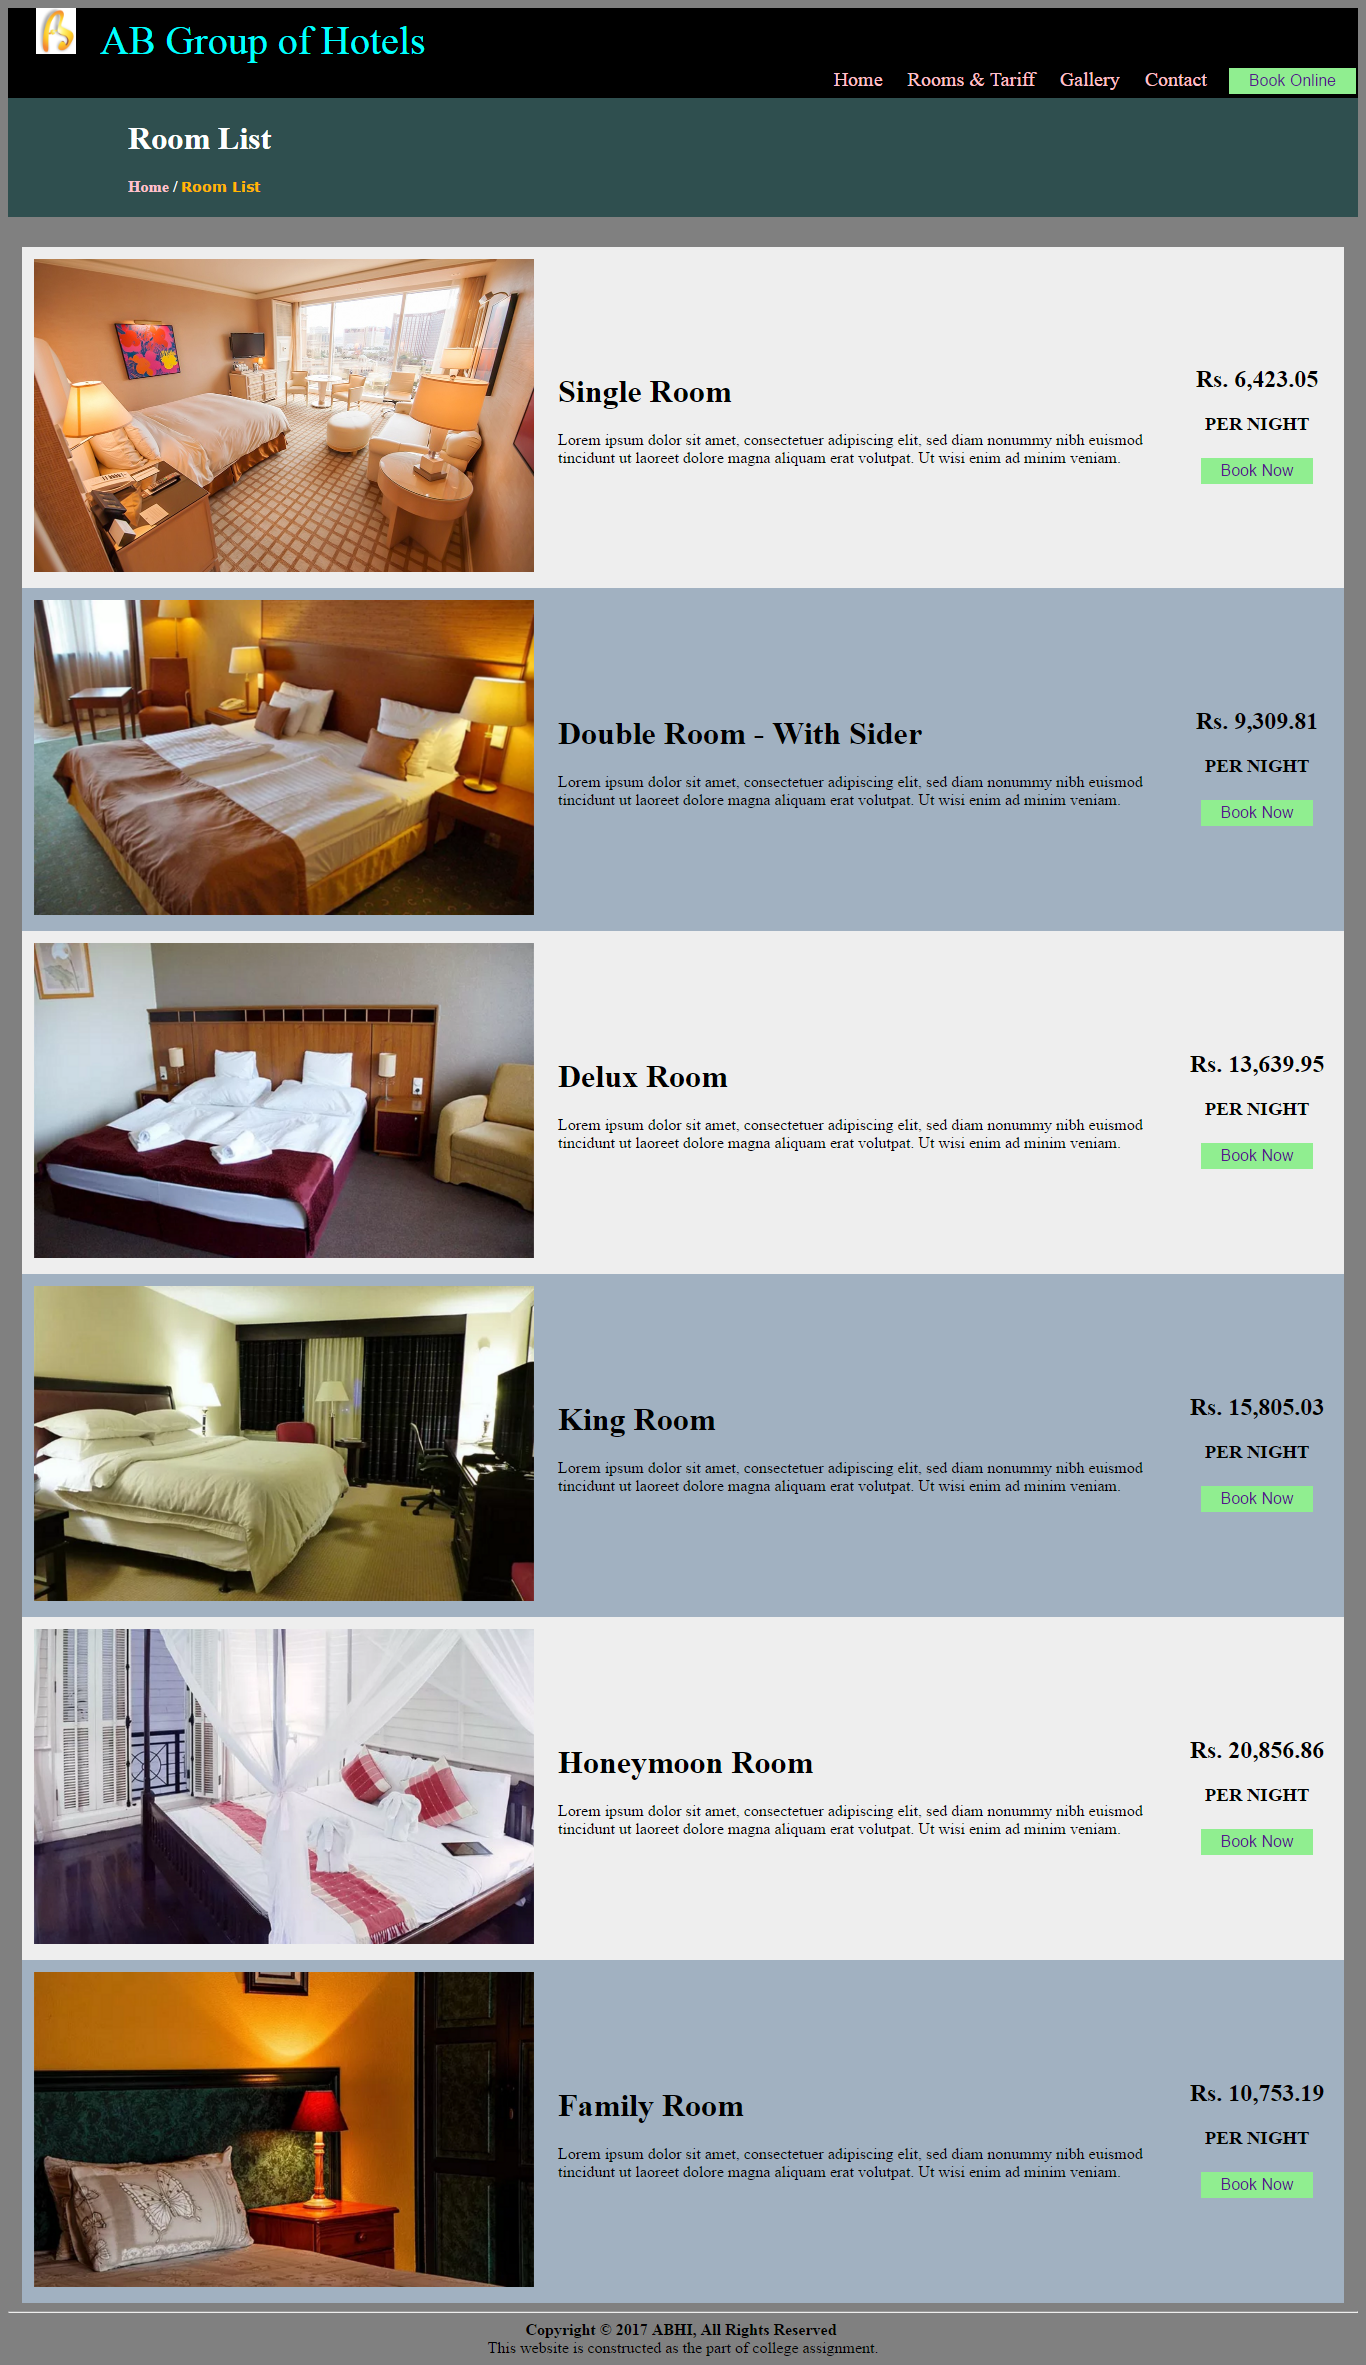 AB Group of Hotels
Home Rooms & Tariff Gallery Contact Book Online
Room List
Home / Room List
Single Room
Lorem ipsum dolor sit amet, consectetuer adipiscing elit, sed diam nonummy nibh euismod
tincidunt ut laoreet dolore magna aliquam erat volutpat. Ut wisi enim ad minim veniam.
Rs. 6,423.05
PER NIGHT
Book Now
Double Room - With Sider
Lorem ipsum dolor sit amet, consectetuer adipiscing elit, sed diam nonummy nibh euismod
tincidunt ut laoreet dolore magna aliquam erat volutpat. Ut wisi enim ad minim veniam.
Rs. 9,309.81
PER NIGHT
Book Now
Delux Room
Lorem ipsum dolor sit amet, consectetuer adipiscing elit, sed diam nonummy nibh euismod
tincidunt ut laoreet dolore magna aliquam erat volutpat. Ut wisi enim ad minim veniam.
Rs. 13,639.95
PER NIGHT
Book Now
King Room
Lorem ipsum dolor sit amet, consectetuer adipiscing elit, sed diam nonummy nibh euismod
tincidunt ut laoreet dolore magna aliquam erat volutpat. Ut wisi enim ad minim veniam.
Rs. 15,805.03
PER NIGHT
Book Now
Honeymoon Room
Lorem ipsum dolor sit amet, consectetuer adipiscing elit, sed diam nonummy nibh euismod
tincidunt ut laoreet dolore magna aliquam erat volutpat. Ut wisi enim ad minim veniam.
Rs. 20,856.86
PER NIGHT
Book Now
Family Room
Lorem ipsum dolor sit amet, consectetuer adipiscing elit, sed diam nonummy nibh euismod
tincidunt ut laoreet dolore magna aliquam erat volutpat. Ut wisi enim ad minim veniam.
Rs. 10,753.19
PER NIGHT
Book Now
Copyright © 2017 ABHI, All Rights Reserved
This website is constructed as the part of college assignment.